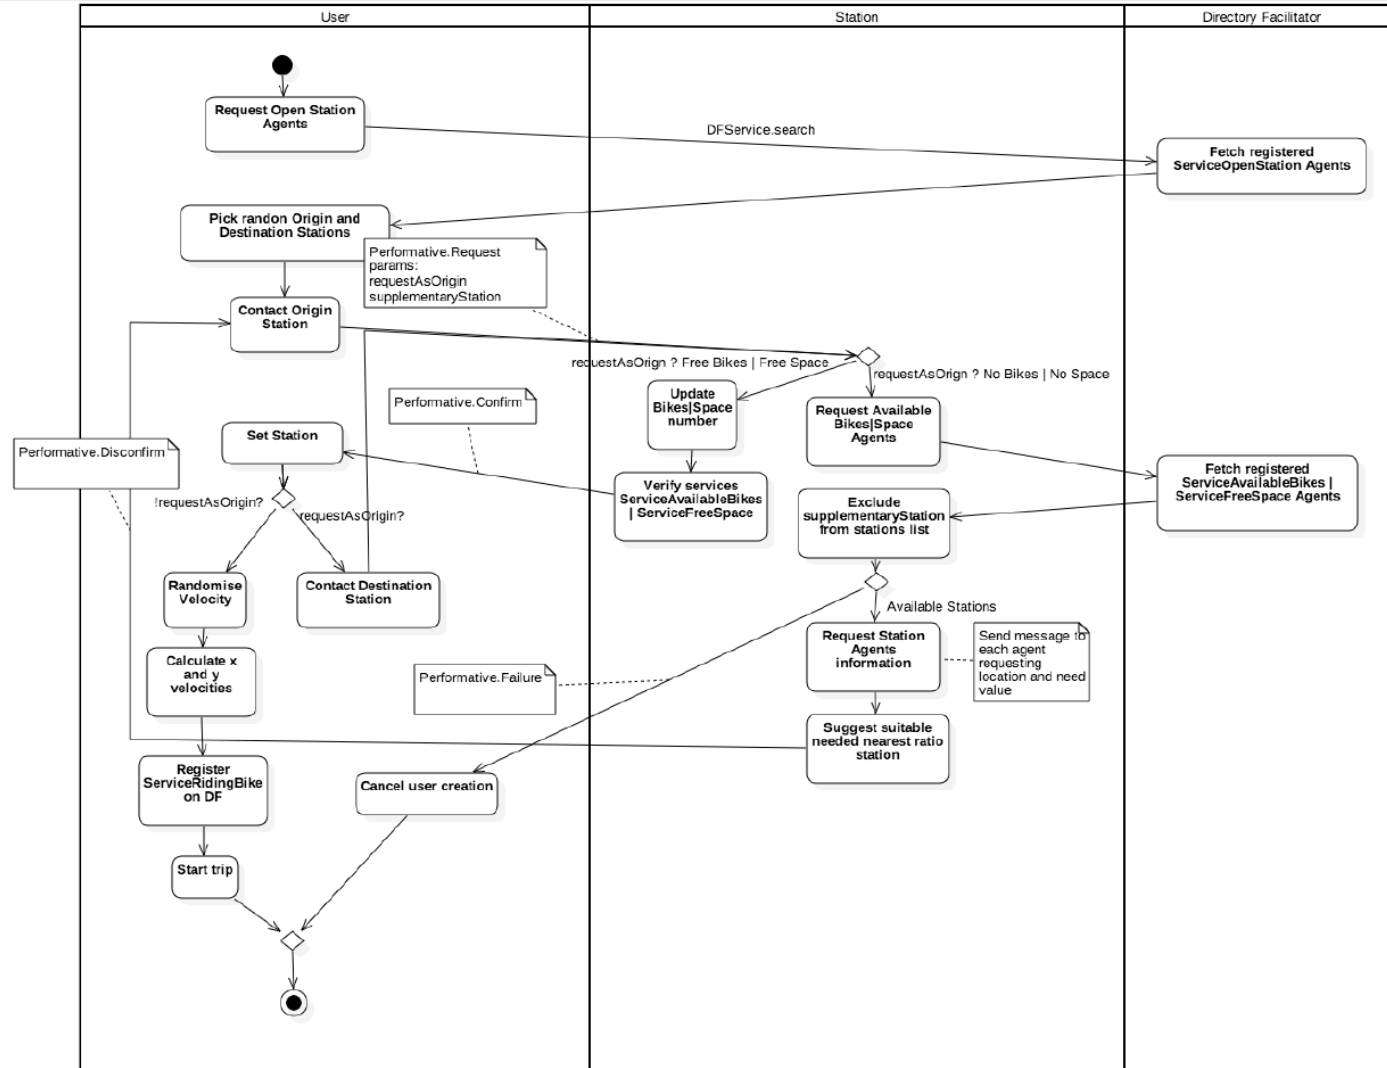 User
Station
Directory Facilitator
Request Open Station
Agents
DFService.search
Fetch registered
ServiceOpenStation Agents
Pick randon Origin and
Destination Stations
Performative.Request
params:
requestAsOrigin
supplementaryStation
Contact Origin
Station
requestAsOrign ? Free Bikes | Free Space
requestAsOrign ? No Bikes | No Space
Update
Bikes|Space
number
Request Available
Bikes|Space
Agents
Performative.Confirm
Set Station
Performative.Disconfirm
Verify services
ServiceAvailableBikes
| ServiceFreeSpace
Fetch registered
ServiceAvailableBikes |
ServiceFreeSpace Agents
Exclude
supplementaryStation
from stations list
!requestAsOrigin?
requestAsOrigin?
Randomise
Velocity
Contact Destination
Station
Available Stations
Request Station
Agents
information
Send message to
each agent
requesting
location and need
value
Calculate x
and y
velocities
Performative.Failure
Suggest suitable
needed nearest ratio
station
Register
ServiceRidingBike
on DF
Cancel user creation
Start trip